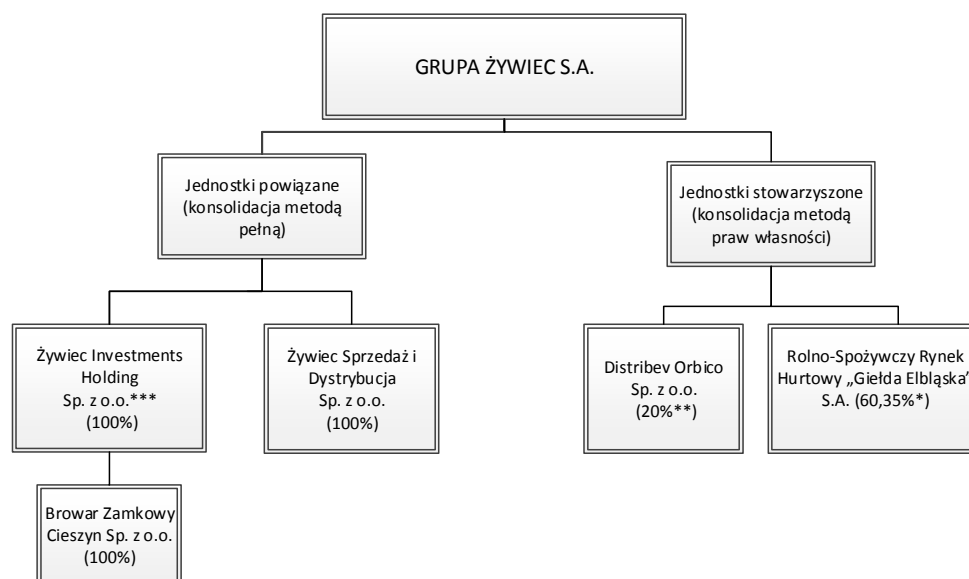 GRUPA ŻYWIEC S.A.
Jednostki powiązane
(konsolidacja metodą
pełną)
Jednostki stowarzyszone
(konsolidacja metodą
praw własności)
Żywiec Investments
Holding
Sp. z o.o.***
(100%)
Żywiec Sprzedaż i
Dystrybucja
Sp. z o.o.
(100%)
Distribev Orbico
Sp. z o.o.
(20%**)
Rolno-Spożywczy Rynek
Hurtowy „Giełda Elbląska”
S.A. (60,35%*)
Browar Zamkowy
Cieszyn Sp. z o.o.
(100%)